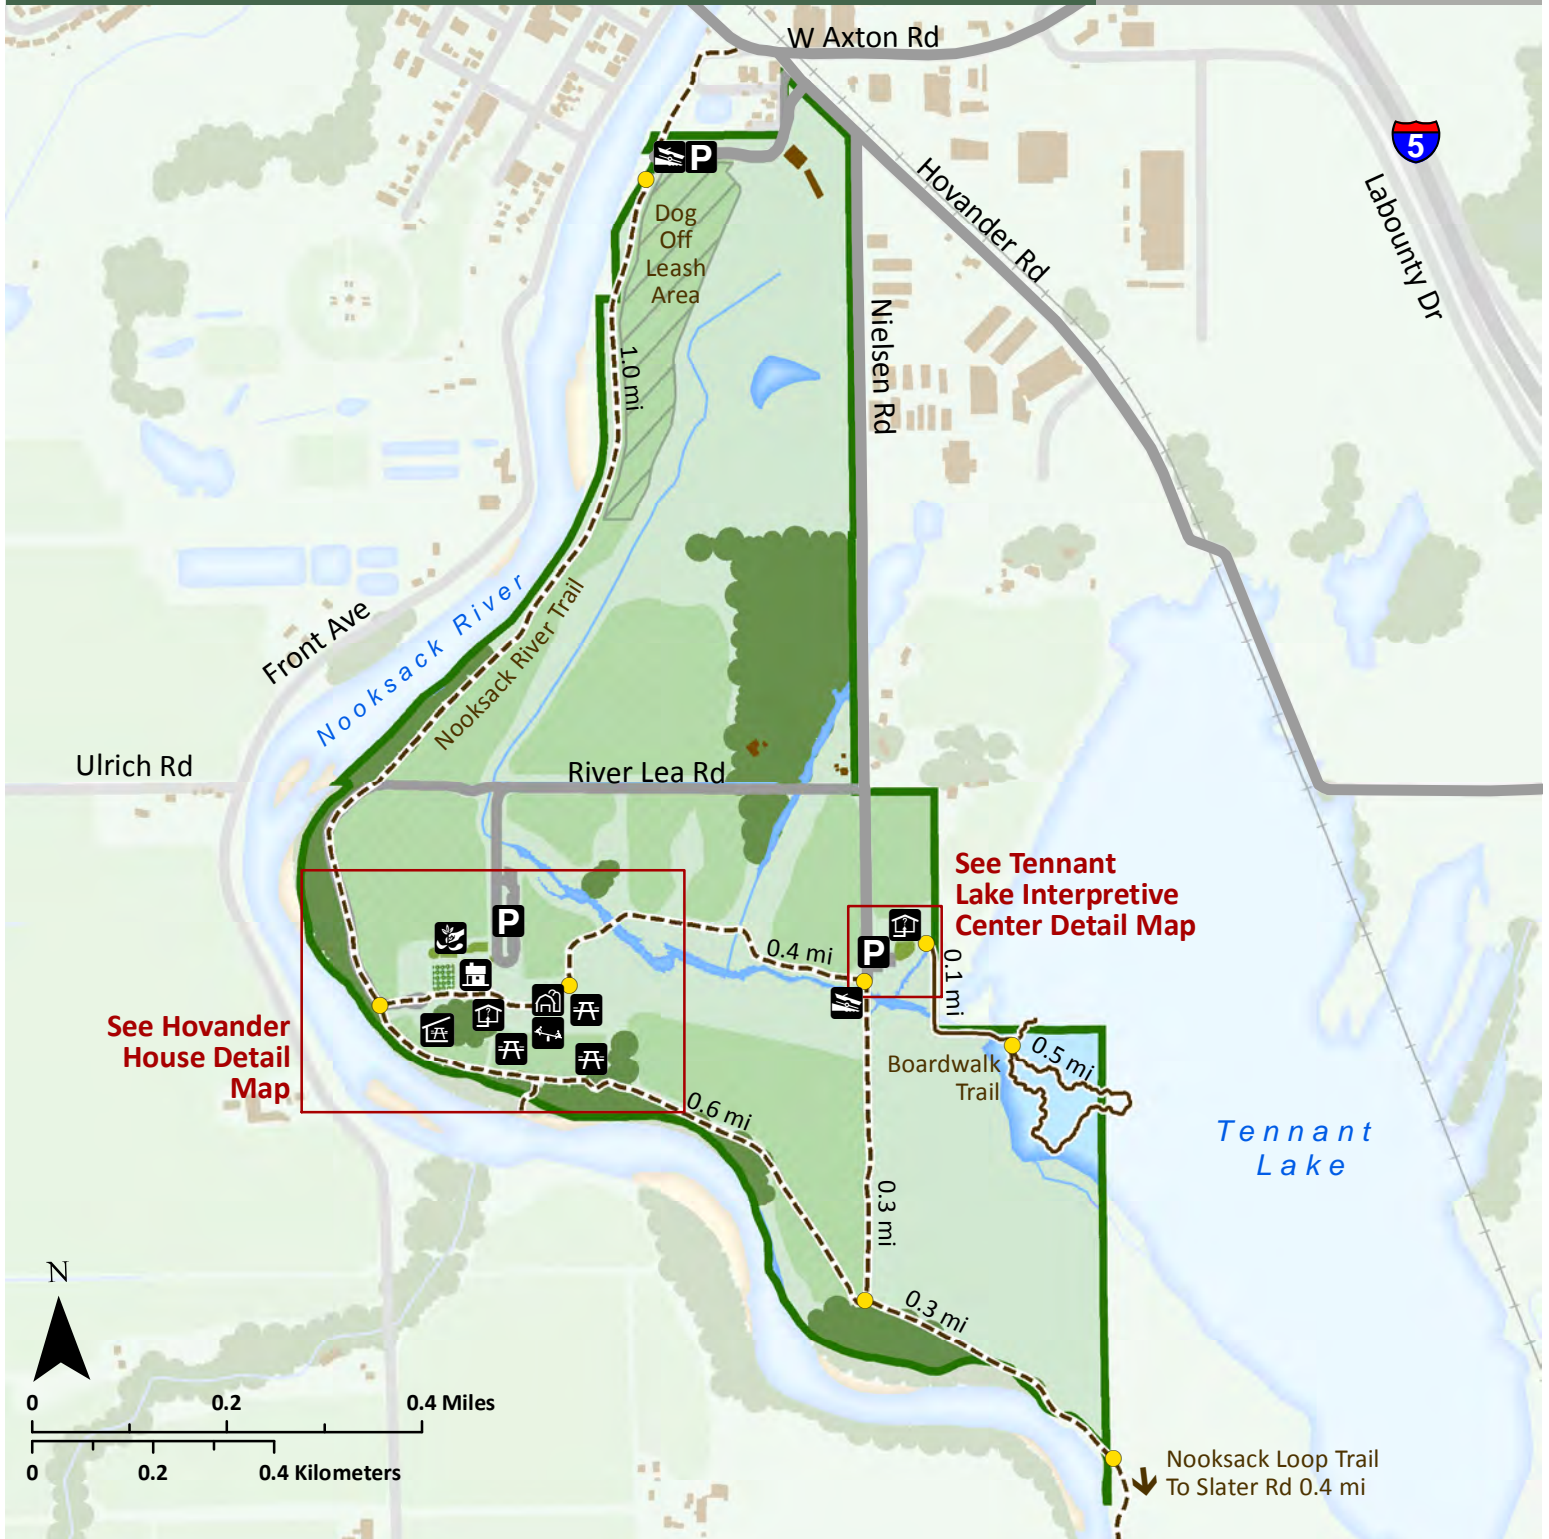 W Axton Rd
5
P
Hovander Rd
Labounty Dr
Dog
Off
Leash
Area
Nielsen Rd
1.0 mi
Nooksack River
Nooksack River Trail
Front Ave
Ulrich Rd
River Lea Rd
See Tennant
Lake Interpretive
Center Detail Map
P
P
0.4 mi
0.1 mi
See Hovander
House Detail
Map
Boardwalk
Trail
0.5 mi
0.6 mi
Tennant
Lake
0.3 mi
0.3 mi
N
0 0.2 0.4 Miles
0 0.2 0.4 Kilometers
Nooksack Loop Trail
To Slater Rd 0.4 mi